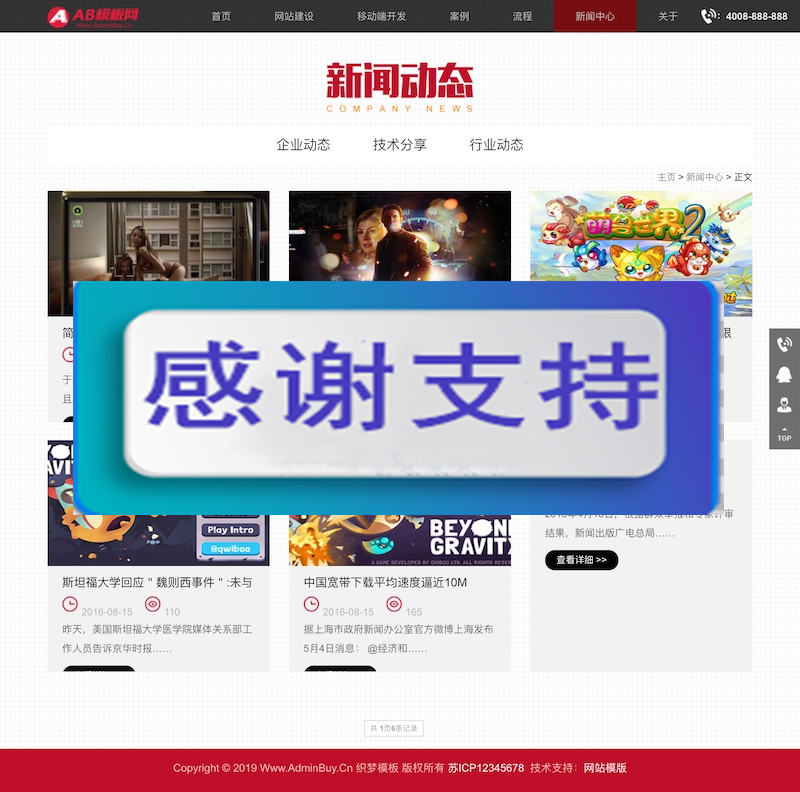 AB模板网
Www.AdminBuy.Cn
首页
网站建设
移动端开发
案例
流程
新闻中心
关于
: 4008-888-888
新闻动态
COMPANY NEWS
企业动态
技术分享
行业动态
主页 > 新闻中心 > 正文
萌兽世界2
简
限
于
且
感谢支持
TOP
Play Intro
@qwiboo
BEYOND
GRAVITY
A GAME DEVELOPED BY QWIBOO LTD. ALL RIGHTS RESER
结果，新闻出版广电总局……
查看详细 >>
斯坦福大学回应＂魏则西事件＂:未与
2016-08-15
110
昨天，美国斯坦福大学医学院媒体关系部工
作人员告诉京华时报……
中国宽带下载平均速度逼近10M
2016-08-15
165
据上海市政府新闻办公室官方微博上海发布
5月4日消息： @经济和……
共 1页6条记录
Copyright © 2019 Www.AdminBuy.Cn 织梦模板 版权所有 苏ICP12345678 技术支持：网站模版